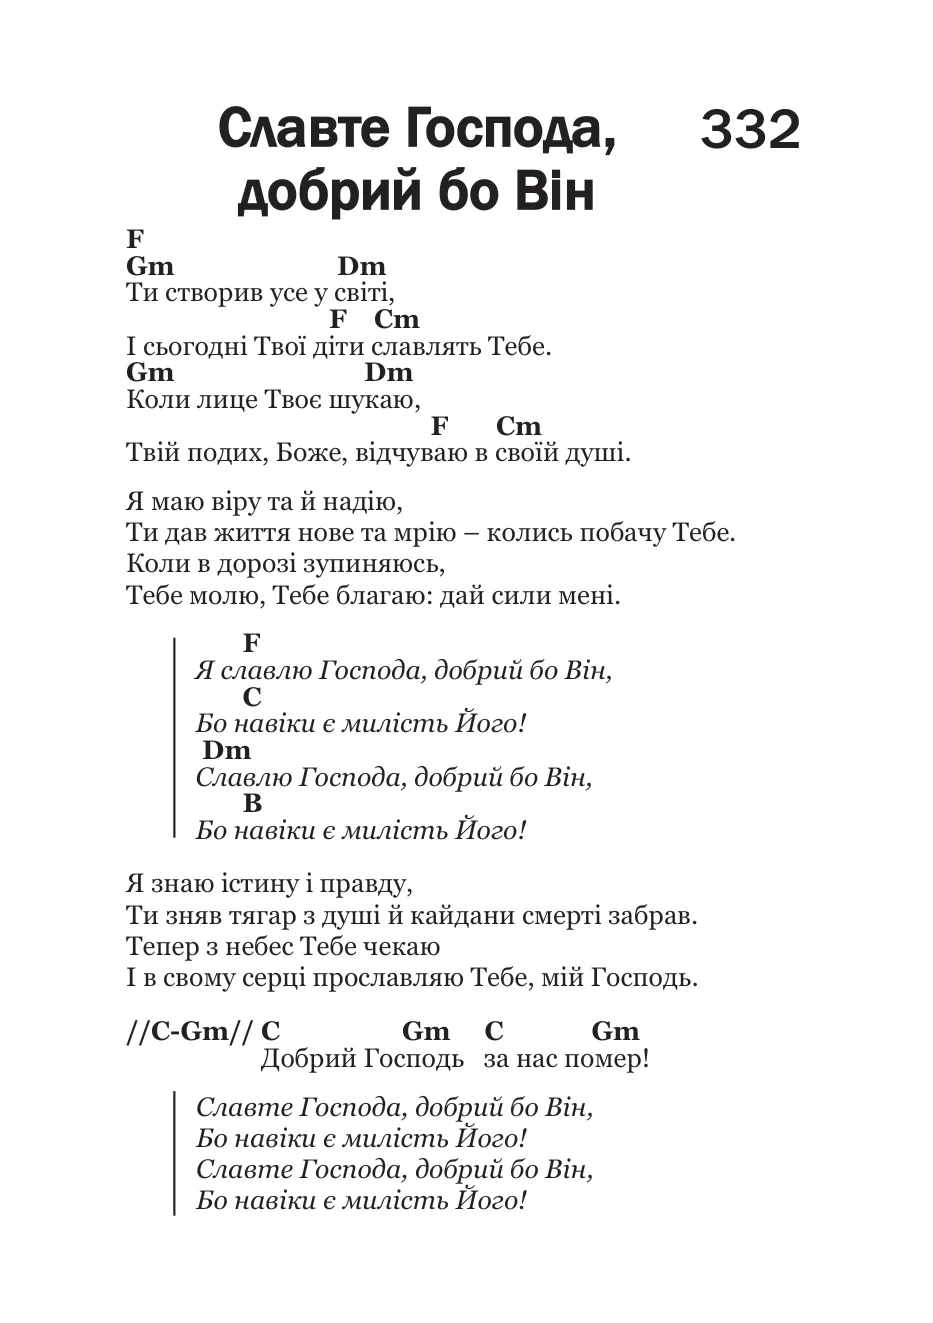 Славте Господа, 332
добрий бо Він
F
Gm Dm
Ти створив усе у світі,
F Cm
І сьогодні Твої діти славлять Тебе.
Gm Dm
Коли лице Твоє шукаю,
F Cm
Твій подих, Боже, відчуваю в своїй душі.
Я маю віру та й надію,
Ти дав життя нове та мрію – колись побачу Тебе.
Коли в дорозі зупиняюсь,
Тебе молю, Тебе благаю: дай сили мені.
F
Я славлю Господа, добрий бо Він,
C
Бо навіки є милість Його!
Dm
Славлю Господа, добрий бо Він,
B
Бо навіки є милість Його!
Я знаю істину і правду,
Ти зняв тягар з душі й кайдани смерті забрав.
Тепер з небес Тебе чекаю
І в свому серці прославляю Тебе, мій Господь.
//C-Gm// C Gm C Gm
Добрий Господь за нас помер!
Славте Господа, добрий бо Він,
Бо навіки є милість Його!
Славте Господа, добрий бо Він,
Бо навіки є милість Його!